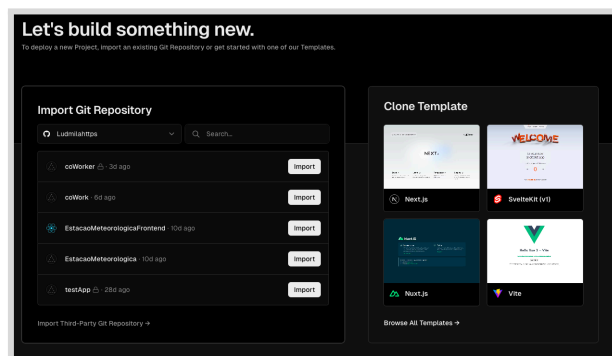 Let's build something new.
To deploy a new Project, import an existing Git Repository or get started with one of our Templates.
Import Git Repository
Ludmilahttps
Search...
coWorker · 3d ago
Import
coWork · 6d ago
Import
EstacaoMeteorologicaFrontend · 10d ago
Import
EstacaoMeteorologica · 10d ago
Import
testApp · 28d ago
Import
Import Third-Party Git Repository →
Clone Template
NEXT.
Next.js
WELCOME
SvelteKit (v1)
Nuxt.js
Vite
Browse All Templates →